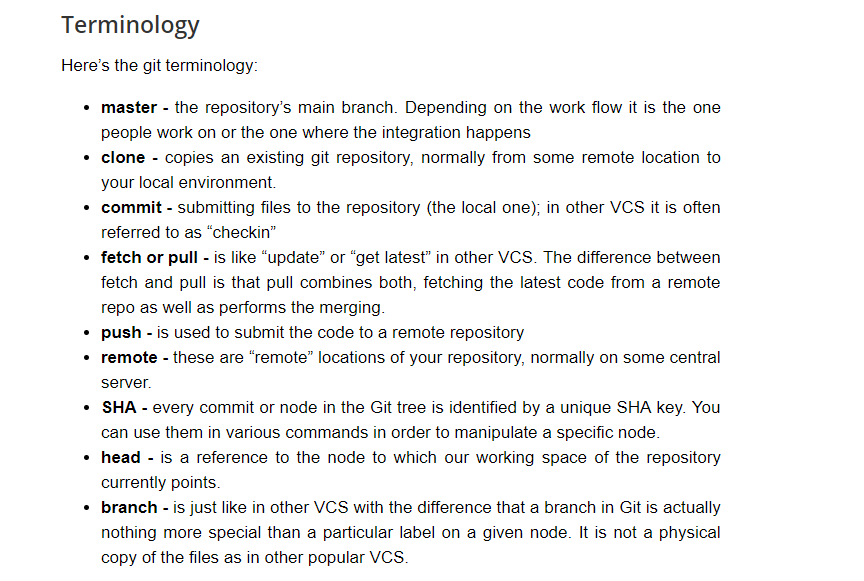 Terminology
Here’s the git terminology:
• master - the repository’s main branch. Depending on the work flow it is the one
people work on or the one where the integration happens
• clone - copies an existing git repository, normally from some remote location to
your local environment.
• commit - submitting files to the repository (the local one); in other VCS it is often
referred to as “checkin”
• fetch or pull - is like “update” or “get latest” in other VCS. The difference between
fetch and pull is that pull combines both, fetching the latest code from a remote
repo as well as performs the merging.
• push - is used to submit the code to a remote repository
• remote - these are “remote” locations of your repository, normally on some central
server.
• SHA - every commit or node in the Git tree is identified by a unique SHA key. You
can use them in various commands in order to manipulate a specific node.
• head - is a reference to the node to which our working space of the repository
currently points.
• branch - is just like in other VCS with the difference that a branch in Git is actually
nothing more special than a particular label on a given node. It is not a physical
copy of the files as in other popular VCS.